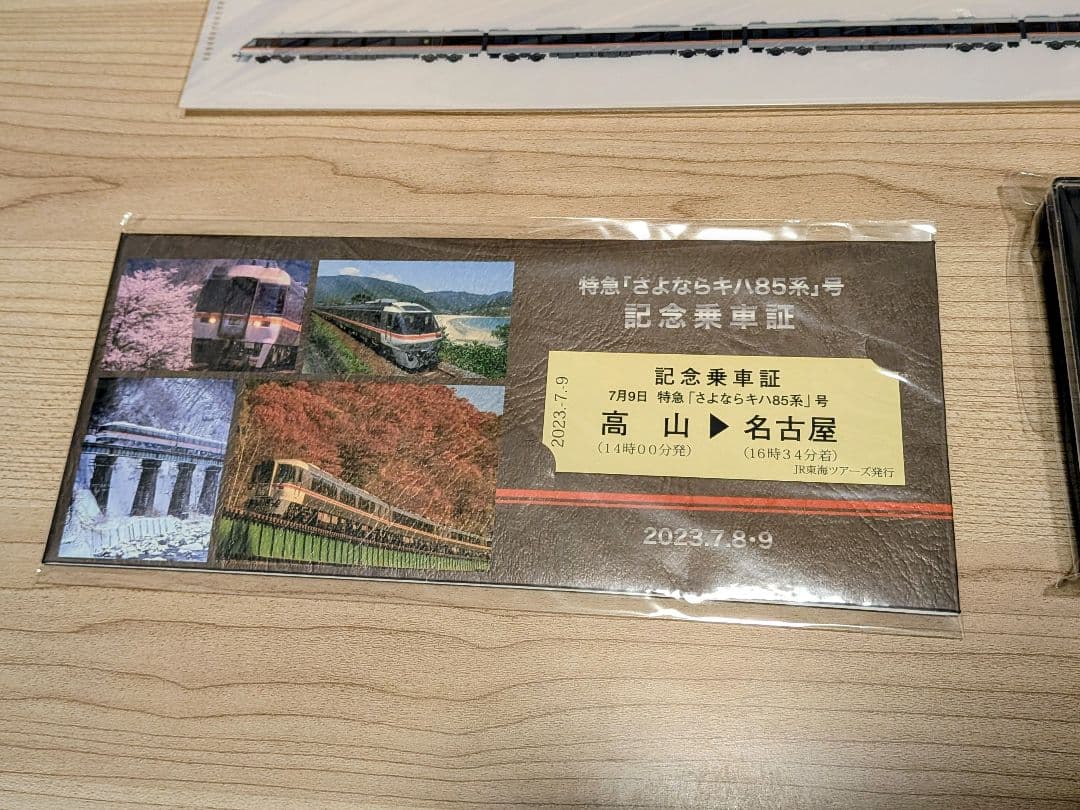 特急「さよならキハ85系」号
記念乗車証
2023.-7.-9
記念乗車証
7月9日 特急「さよならキハ85系」号
高山▶名古屋
(14時00分発) (16時34分着)
JR東海ツアーズ発行
2023.7.8・9